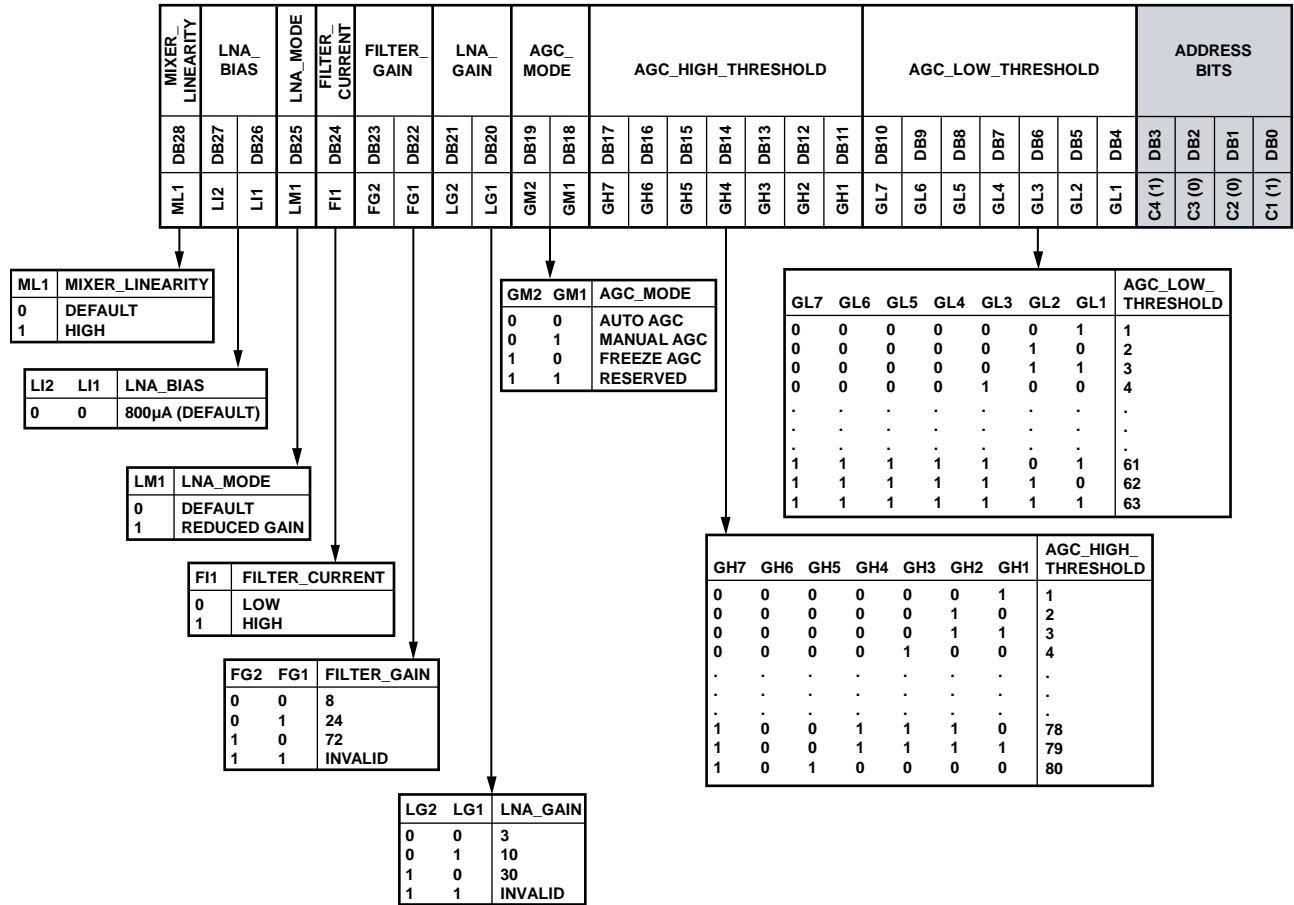 MIXER_
LINEARITY
LNA_
BIAS
LNA_MODE
FILTER_
CURRENT
FILTER_
GAIN
LNA_
GAIN
AGC_
MODE
AGC_HIGH_THRESHOLD
AGC_LOW_THRESHOLD
ADDRESS
BITS
DB28 DB27 DB26 DB25 DB24 DB23 DB22 DB21 DB20 DB19 DB18 DB17 DB16 DB15 DB14 DB13 DB12 DB11 DB10 DB9 DB8 DB7 DB6 DB5 DB4 DB3 DB2 DB1 DB0
ML1 LI2 LI1 LM1 FI1 FG2 FG1 LG2 LG1 GM2 GM1 GH7 GH6 GH5 GH4 GH3 GH2 GH1 GL7 GL6 GL5 GL4 GL3 GL2 GL1 C4 (1) C3 (0) C2 (0) C1 (1)
ML1 MIXER_LINEARITY
0 DEFAULT
1 HIGH
LI2 LI1 LNA_BIAS
0 0 800µA (DEFAULT)
LM1 LNA_MODE
0 DEFAULT
1 REDUCED GAIN
FI1 FILTER_CURRENT
0 LOW
1 HIGH
FG2 FG1 FILTER_GAIN
0 0 8
0 1 24
1 0 72
1 1 INVALID
LG2 LG1 LNA_GAIN
0 0 3
0 1 10
1 0 30
1 1 INVALID
GM2 GM1 AGC_MODE
0 0 AUTO AGC
0 1 MANUAL AGC
1 0 FREEZE AGC
1 1 RESERVED
GL7 GL6 GL5 GL4 GL3 GL2 GL1 AGC_LOW_
THRESHOLD
0 0 0 0 0 0 1 1
0 0 0 0 0 1 0 2
0 0 0 0 0 1 1 3
0 0 0 0 1 0 0 4
. . . . . . . .
. . . . . . . .
. . . . . . . .
1 1 1 1 1 0 1 61
1 1 1 1 1 1 0 62
1 1 1 1 1 1 1 63
GH7 GH6 GH5 GH4 GH3 GH2 GH1 AGC_HIGH_
THRESHOLD
0 0 0 0 0 0 1 1
0 0 0 0 0 1 0 2
0 0 0 0 0 1 1 3
0 0 0 0 1 0 0 4
. . . . . . . .
. . . . . . . .
. . . . . . . .
1 0 0 1 1 1 0 78
1 0 0 1 1 1 1 79
1 0 1 0 0 0 0 80